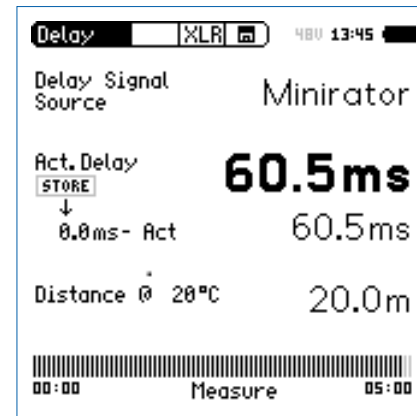 Delay XLR 48V 13:45
Delay Signal Source Minirator
Act. Delay 60.5ms
STORE
0.0ms- Act 60.5ms
Distance @ 20°C 20.0m
00:00 Measure 05:00